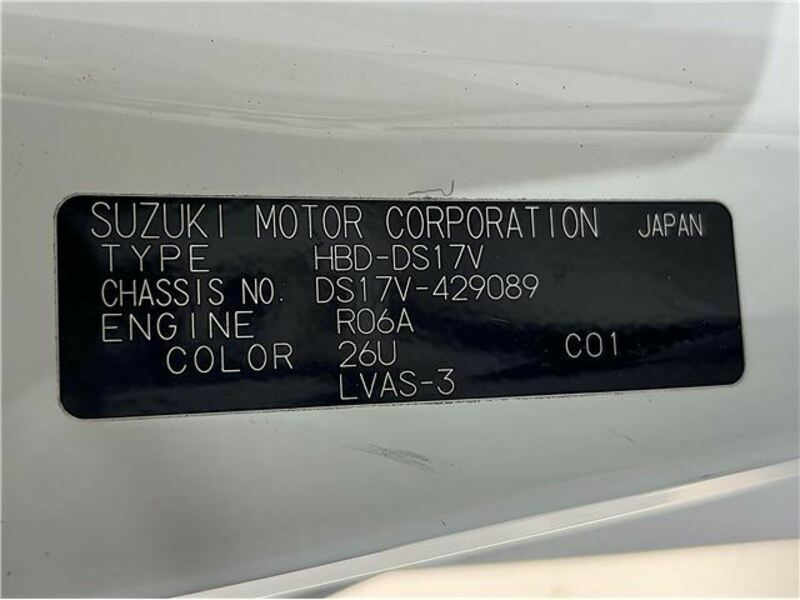 SUZUKI MOTOR CORPORATION JAPAN
TYPE HBD-DS17V
CHASSIS NO. DS17V-429089
ENGINE R06A
COLOR 26U C01
LVAS-3